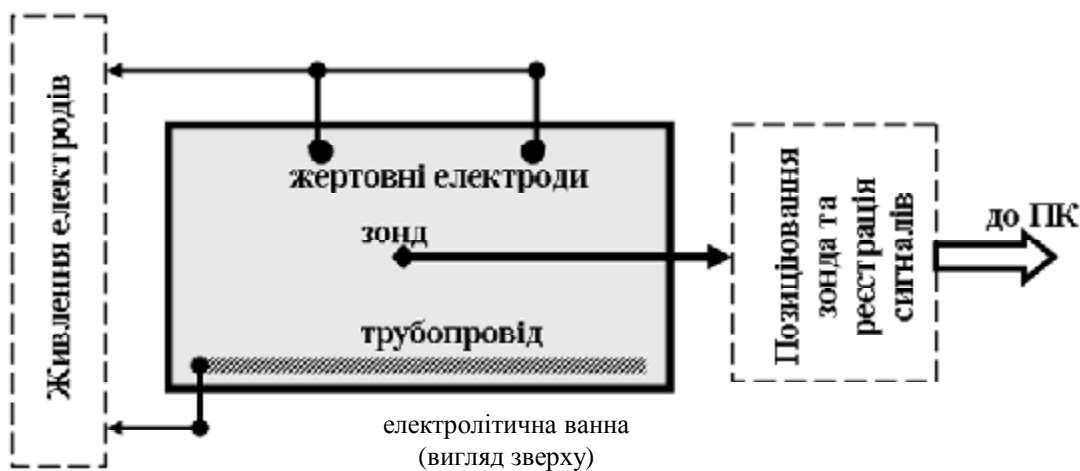 Живлення електродів
жертовні електроди
зонд
трубопровід
Позиціювання
зонда та
реєстрація
сигналів
до ПК
електролітична ванна
(вигляд зверху)